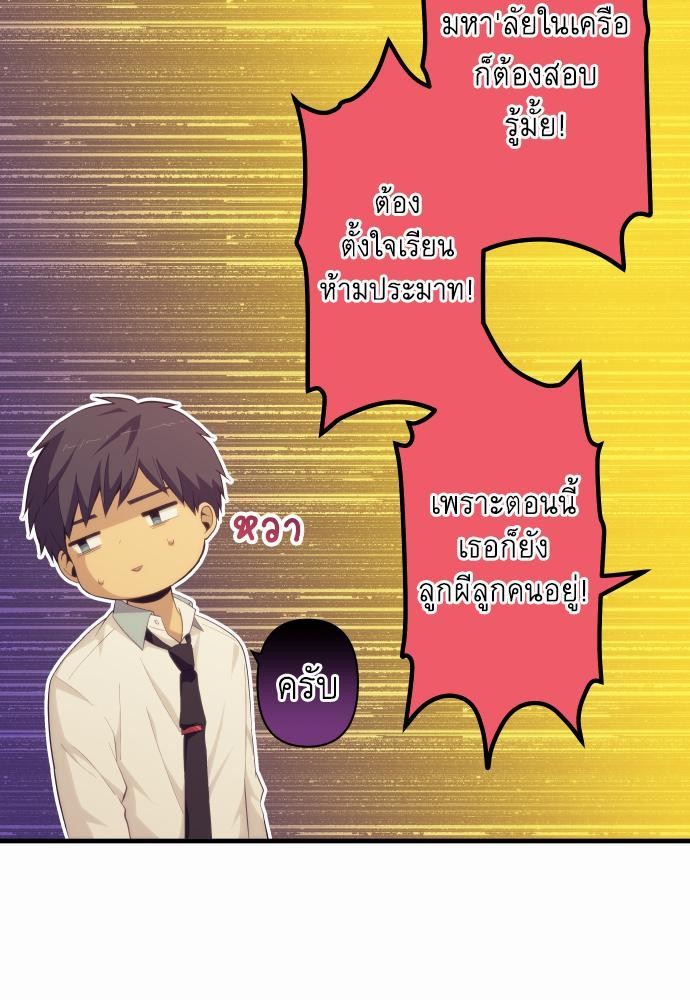 มหา'ลัยในเครือ
ก็ต้องสอบ
รู้มั้ย!
ต้อง
ตั้งใจเรียน
ห้ามประมาท!
เพราะตอนนี้
เธอก็ยัง
ลูกผีลูกคนอยู่!
หวา
ครับ